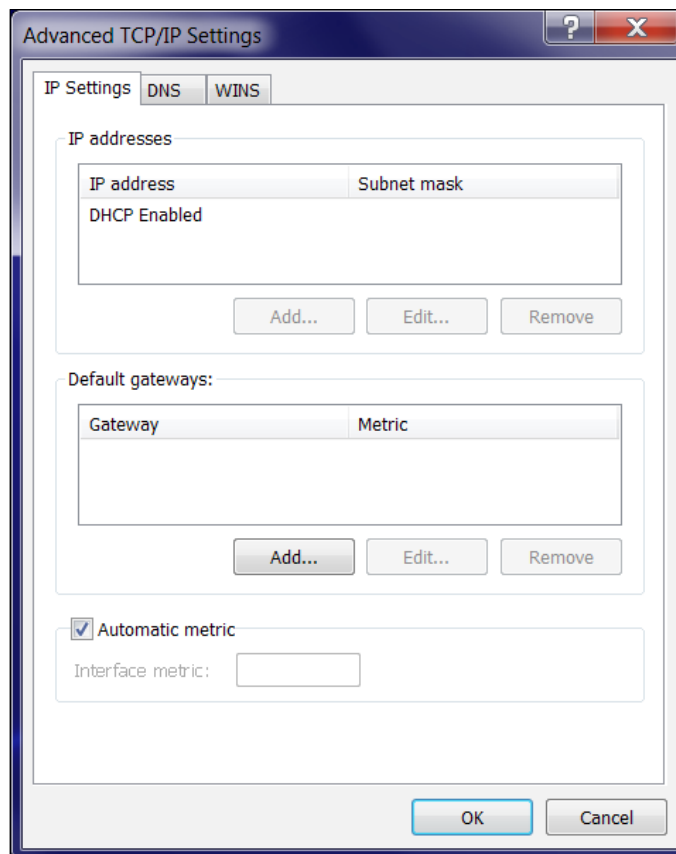 Advanced TCP/IP Settings
? X
IP Settings DNS WINS
IP addresses
IP address Subnet mask
DHCP Enabled
Add... Edit... Remove
Default gateways:
Gateway Metric
Add... Edit... Remove
Automatic metric
Interface metric:
OK Cancel